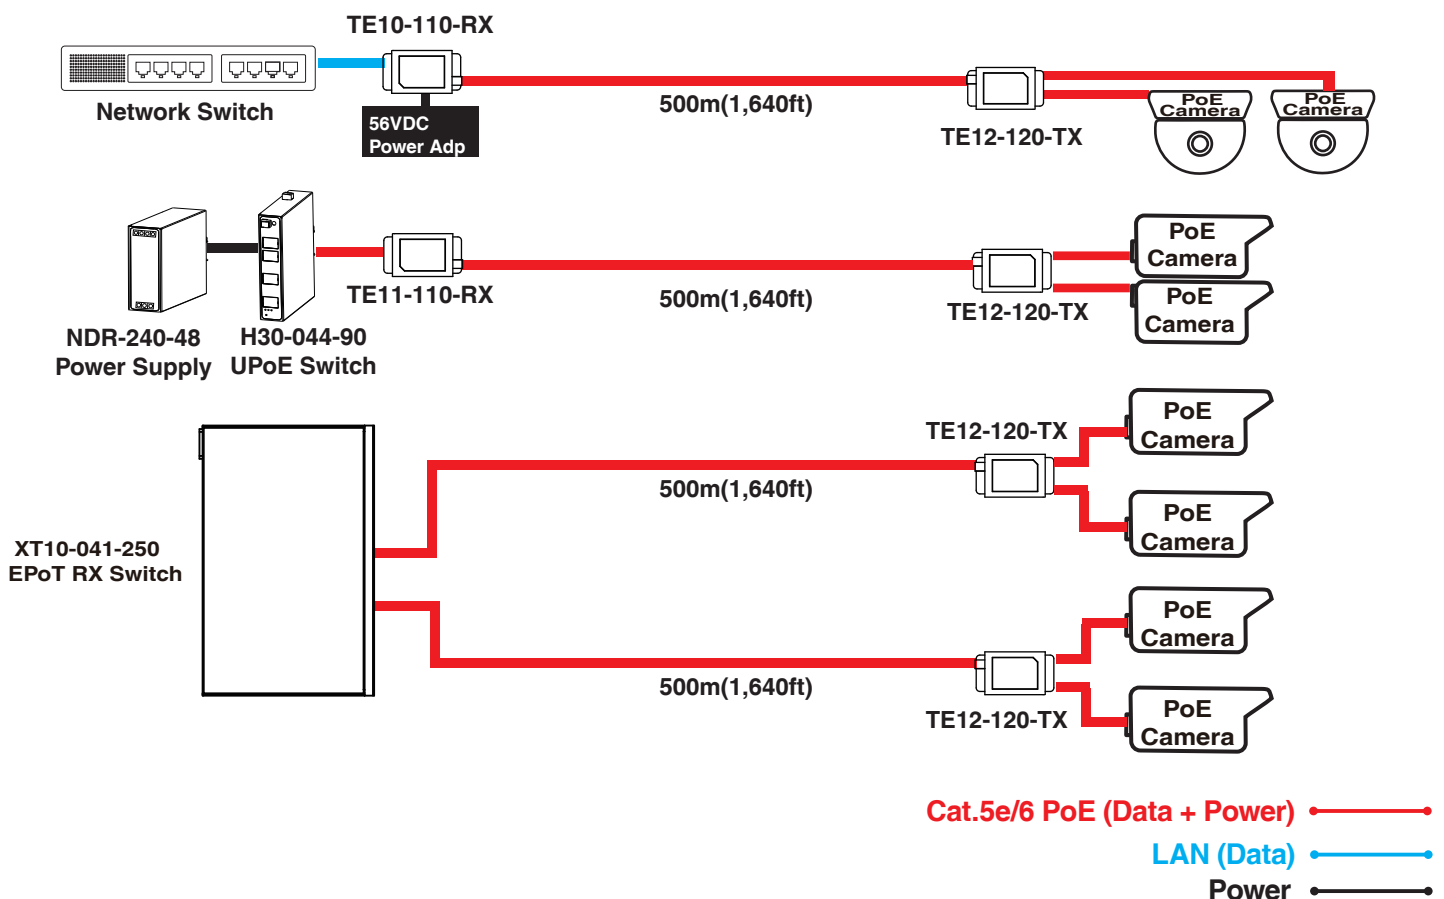 TE10-110-RX
Network Switch
56VDC
Power Adp
500m(1,640ft)
TE12-120-TX
PoE
Camera
PoE
Camera
NDR-240-48
Power Supply
H30-044-90
UPoE Switch
TE11-110-RX
500m(1,640ft)
TE12-120-TX
PoE
Camera
PoE
Camera
XT10-041-250
EPoT RX Switch
500m(1,640ft)
TE12-120-TX
PoE
Camera
PoE
Camera
500m(1,640ft)
TE12-120-TX
PoE
Camera
PoE
Camera
Cat.5e/6 PoE (Data + Power)
LAN (Data)
Power